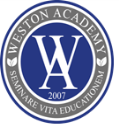 WESTON ACADEMY
WA
2007
SEMINARE VITA EDUCATIONEM